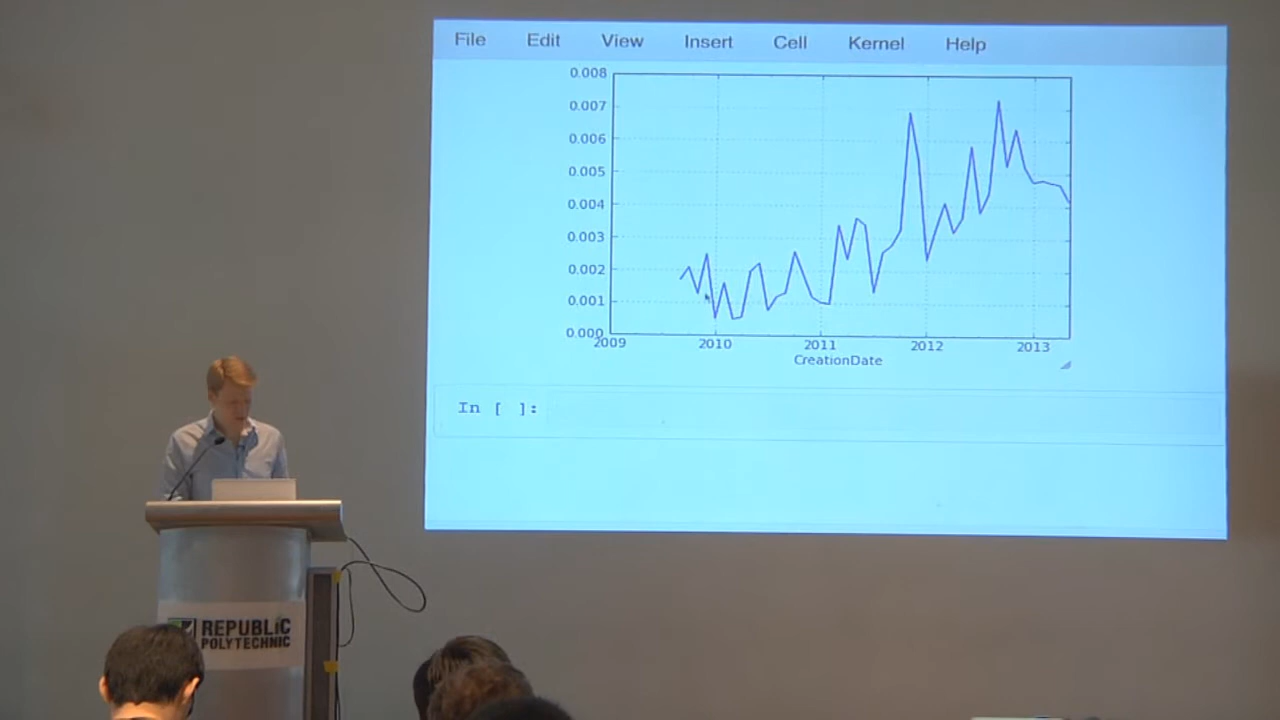 File Edit View Insert Cell Kernel Help
0.008
0.007
0.006
0.005
0.004
0.003
0.002
0.001
0.000
2009 2010 2011 2012 2013
CreationDate
In [ ]:
REPUBLIC
POLYTECHNIC